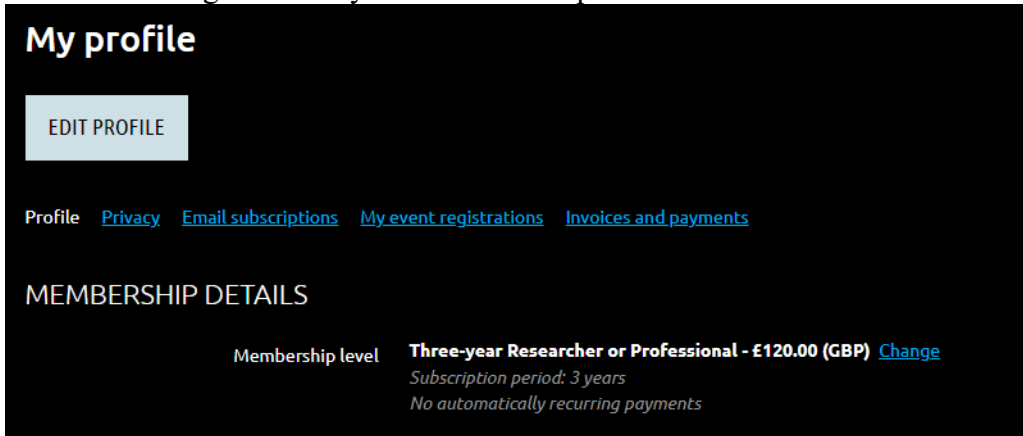 My profile
EDIT PROFILE
Profile Privacy Email subscriptions My event registrations Invoices and payments
MEMBERSHIP DETAILS
Membership level Three-year Researcher or Professional - £120.00 (GBP) Change
Subscription period: 3 years
No automatically recurring payments